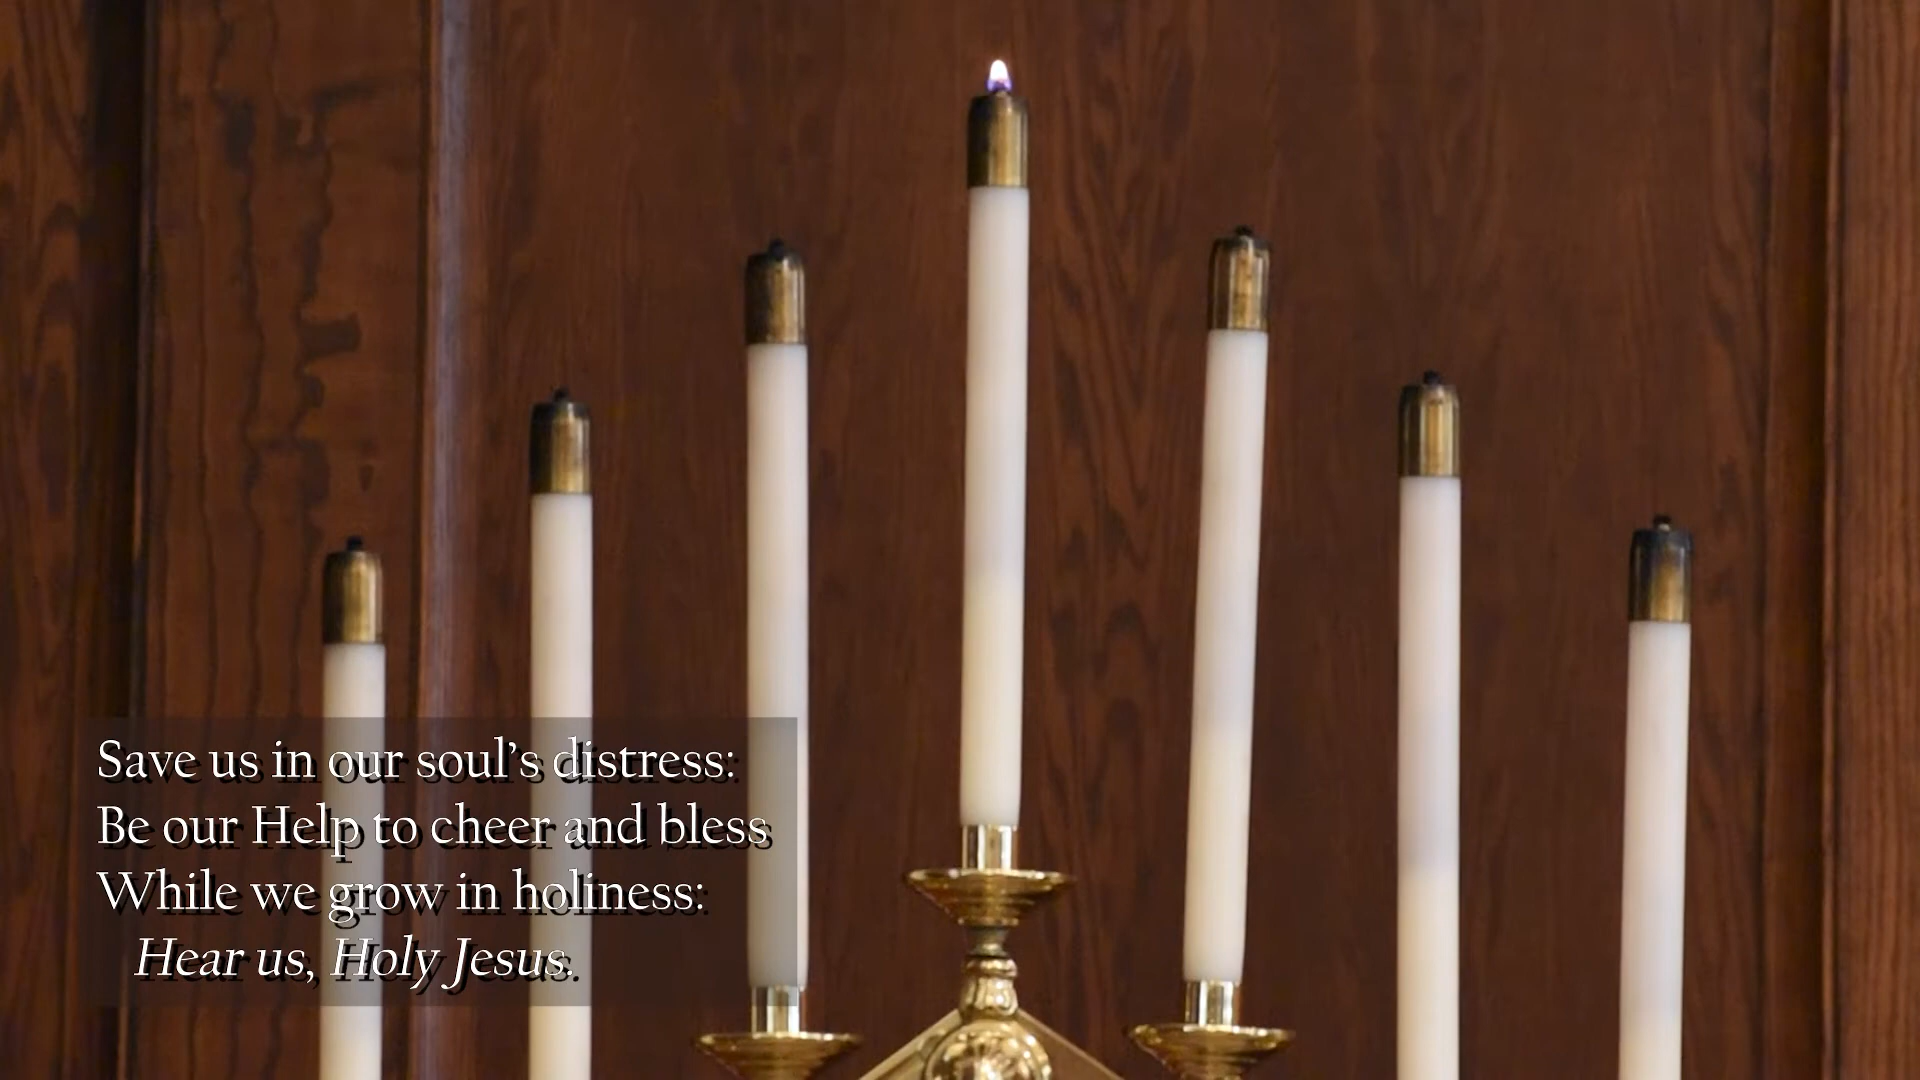 Save us in our soul’s distress:
Be our Help to cheer and bless
While we grow in holiness:
Hear us, Holy Jesus.